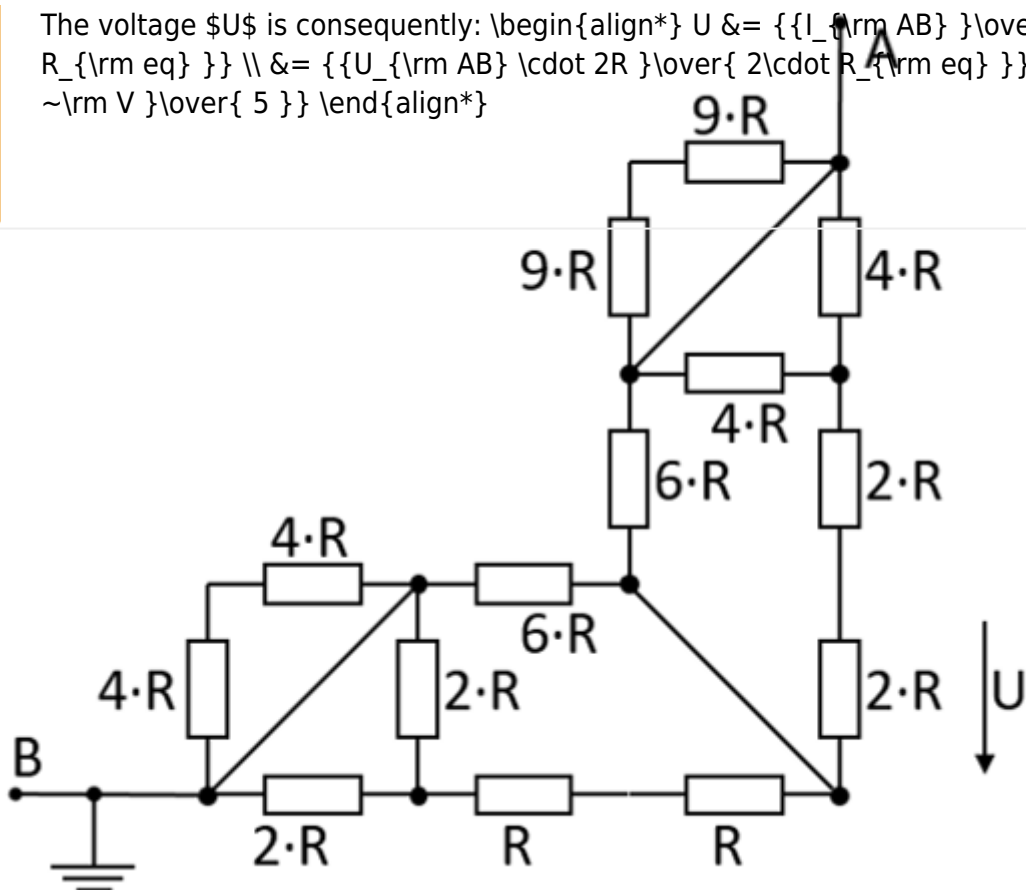 The voltage $U$ is consequently: \begin{align*} U &= {{I_{\rm AB} }\ove
R_{\rm eq} }} \\ &= {{U_{\rm AB} \cdot 2R }\over{ 2\cdot R_{\rm eq} }}
~\rm V }\over{ 5 }} \end{align*}
A
9·R
9·R
4·R
4·R
6·R
2·R
4·R
6·R
4·R
2·R
2·R
U
B
2·R
R
R